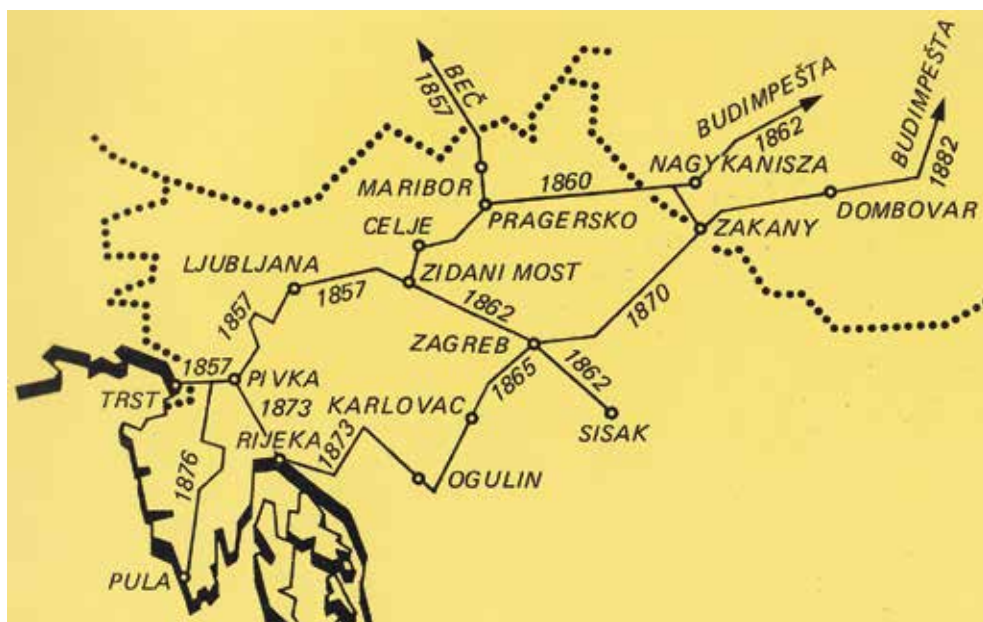 BEČ
1857
BUDIMPEŠTA
1862
BUDIMPEŠTA
1882
MARIBOR
1860
NAGYKANISZA
PRAGERSKO
DOMBOVAR
CELJE
ZAKANY
LJUBLJANA
ZIDANI MOST
1857
1862
1870
1857
ZAGREB
1862
1857
PIVKA
1865
TRST
1873
KARLOVAC
SISAK
RIJEKA
1873
OGULIN
1876
PULA